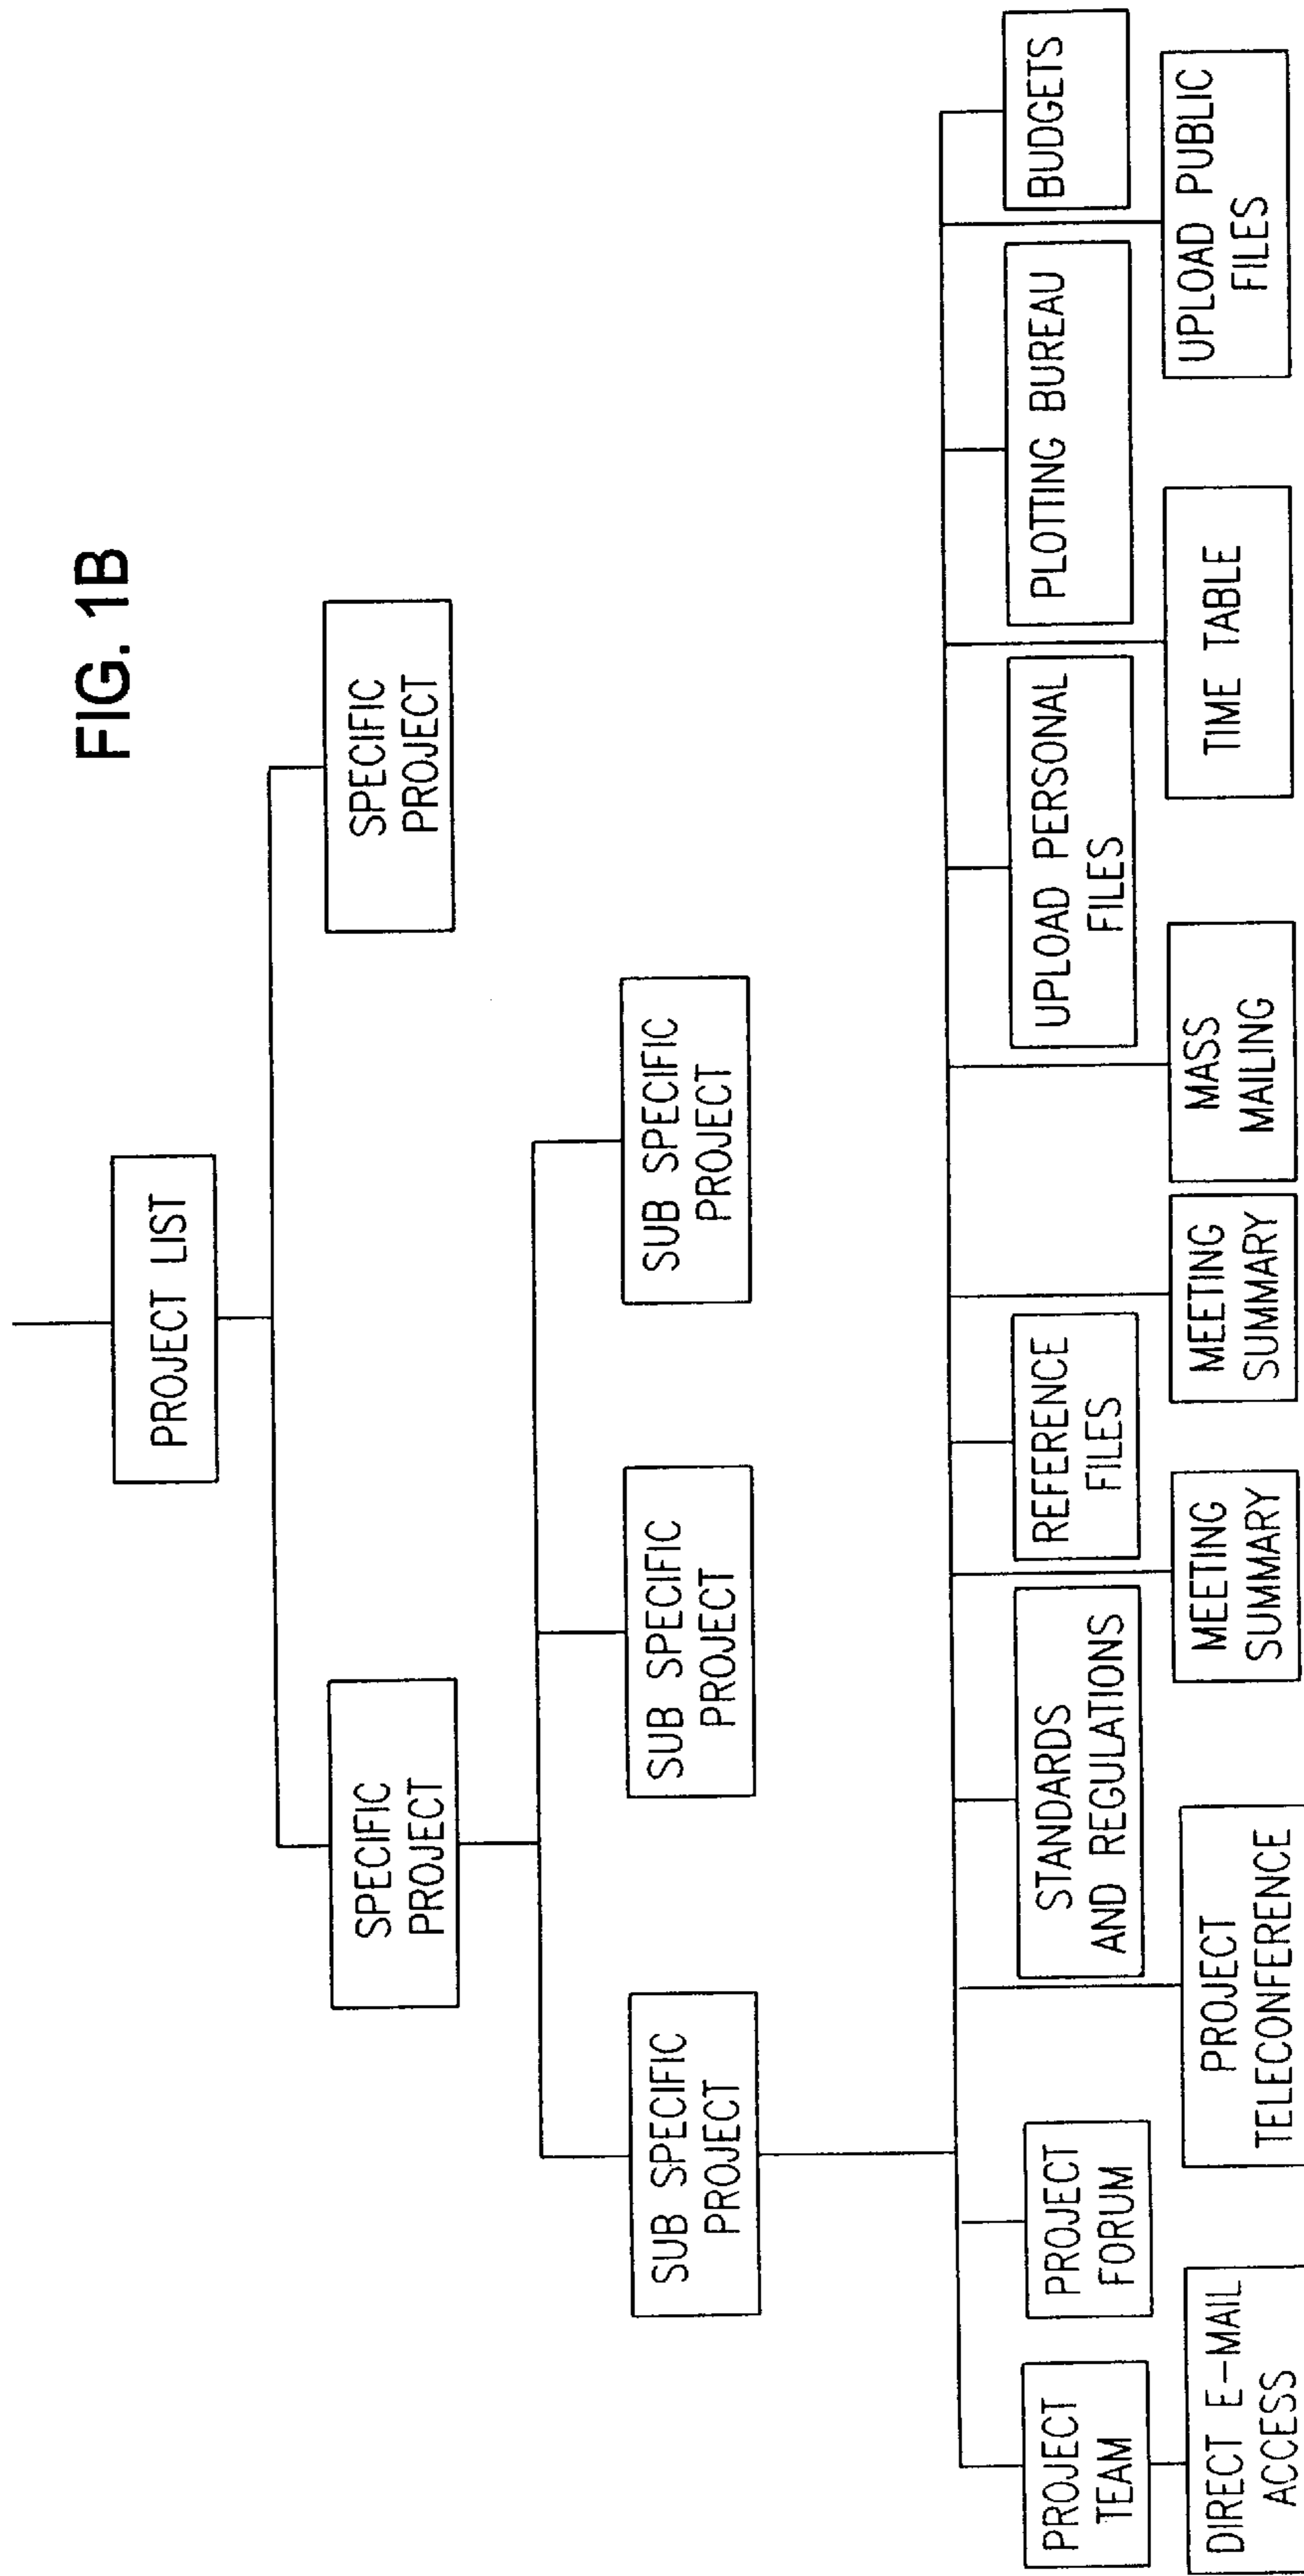 FIG. 1B
PROJECT LIST
SPECIFIC
PROJECT
SPECIFIC
PROJECT
SUB SPECIFIC
PROJECT
SUB SPECIFIC
PROJECT
SUB SPECIFIC
PROJECT
PROJECT
TEAM
PROJECT
FORUM
STANDARDS
AND REGULATIONS
REFERENCE
FILES
UPLOAD PERSONAL
FILES
PLOTTING BUREAU
BUDGETS
DIRECT E-MAIL
ACCESS
PROJECT
TELECONFERENCE
MEETING
SUMMARY
MEETING
SUMMARY
MASS
MAILING
TIME TABLE
UPLOAD PUBLIC
FILES